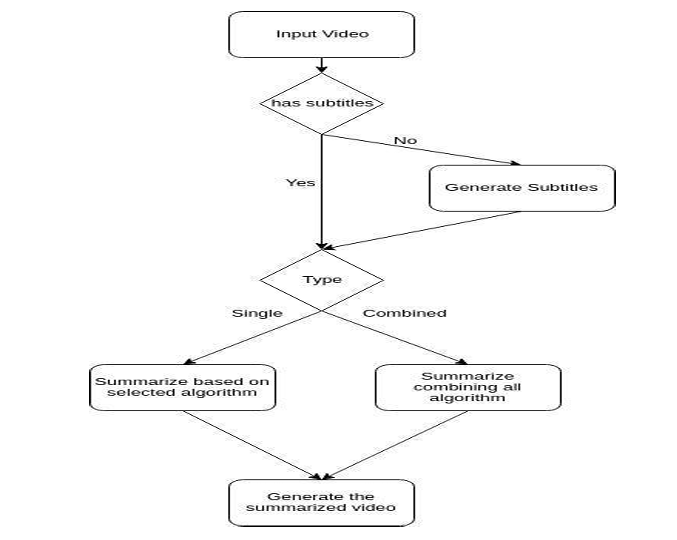 Input Video
has subtitles
No
Yes
Generate Subtitles
Type
Single
Combined
Summarize based on
selected algorithm
Summarize
combining all
algorithm
Generate the
summarized video